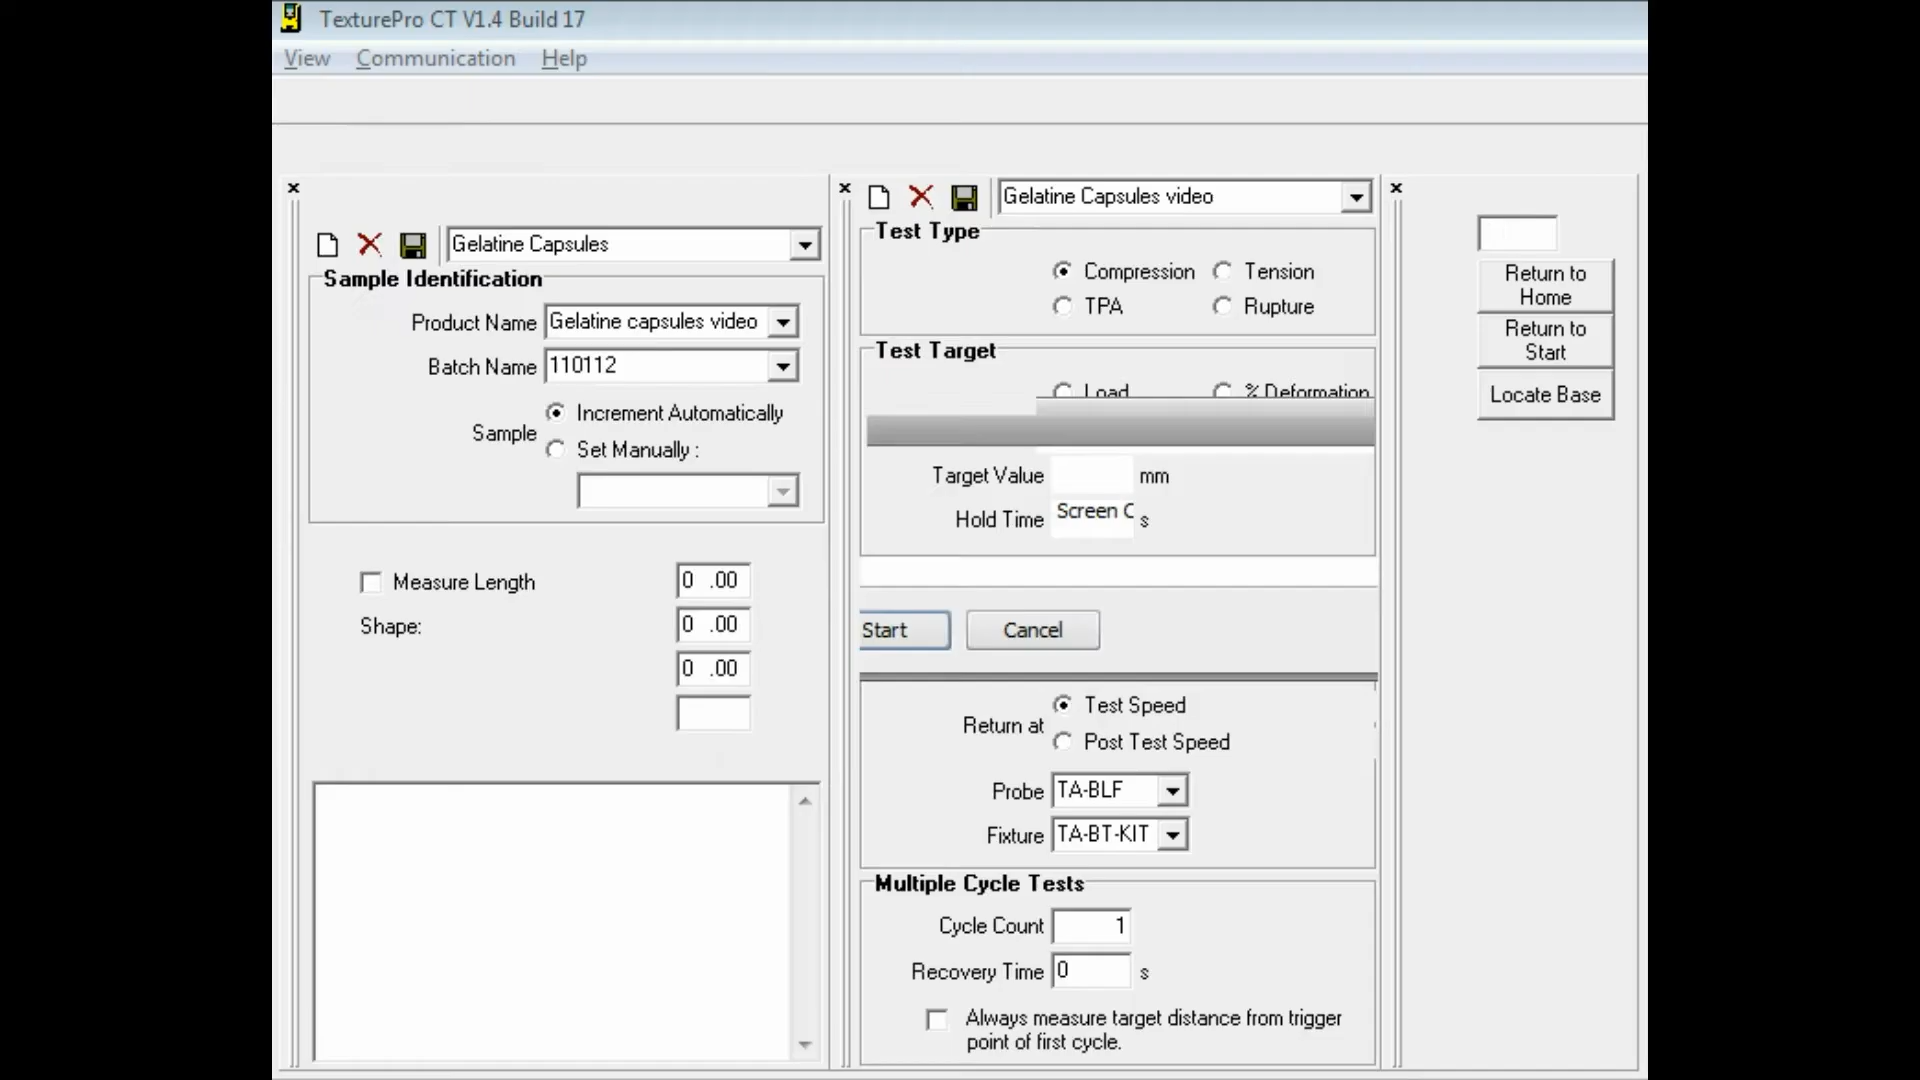 TexturePro CT V1.4 Build 17
View Communication Help
Gelatine Capsules
Sample Identification
Product Name Gelatine capsules video
Batch Name 110112
Sample
Increment Automatically
Set Manually :
Measure Length 0 .00
Shape: 0 .00
0 .00
Gelatine Capsules video
Test Type
Compression Tension
TPA Rupture
Test Target
Load % Deformation
Target Value mm
Hold Time Screen C s
Start Cancel
Return at
Test Speed
Post Test Speed
Probe TA-BLF
Fixture TA-BT-KIT
Multiple Cycle Tests
Cycle Count 1
Recovery Time 0 s
Always measure target distance from trigger
point of first cycle.
Return to
Home
Return to
Start
Locate Base